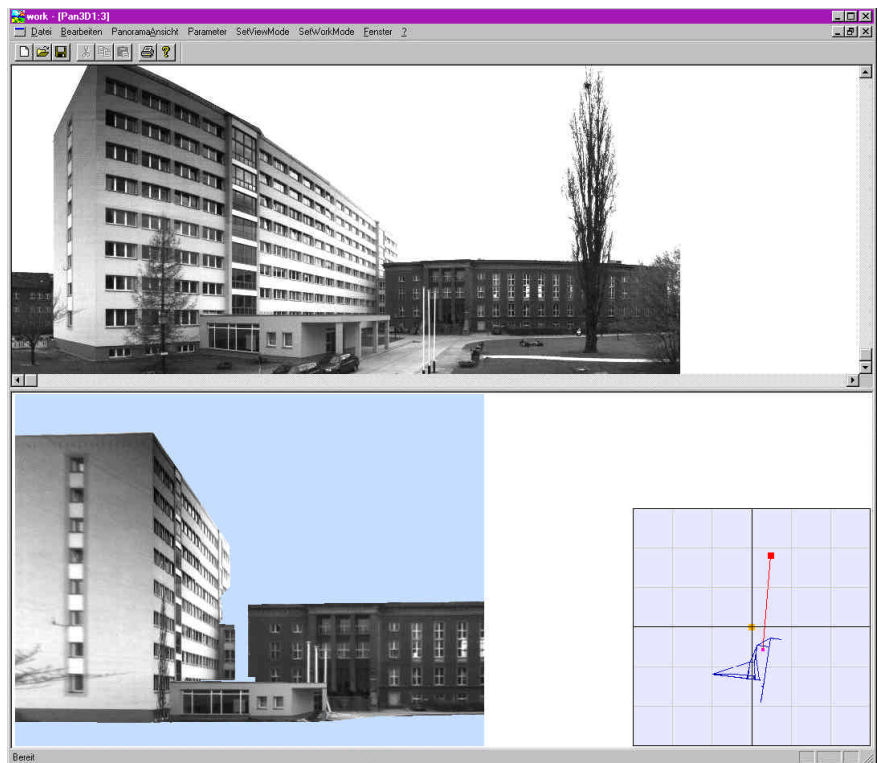 work - [Pan3D1:3]
Datei Bearbeiten PanoramaAnsicht Parameter SetViewMode SetWorkMode Fenster ?
Bereit